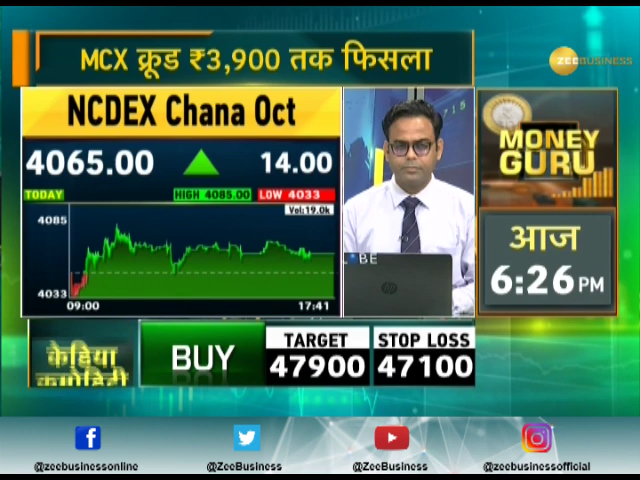 MCX क्रूड ₹3,900 तक फिसला
ZEEBUSINESS
NCDEX Chana Oct
4065.00 14.00
TODAY HIGH 4085.00 LOW 4033
Vol:19.0k
4085
4033
09:00 17:41
MONEY
GURU
आज
6:26 PM
केडिया
कमोडिटी
BUY
TARGET
47900
STOP LOSS
47100
@zeebusinessonline
@ZeeBusiness
@ZeeBusiness
@zeebusinessofficial